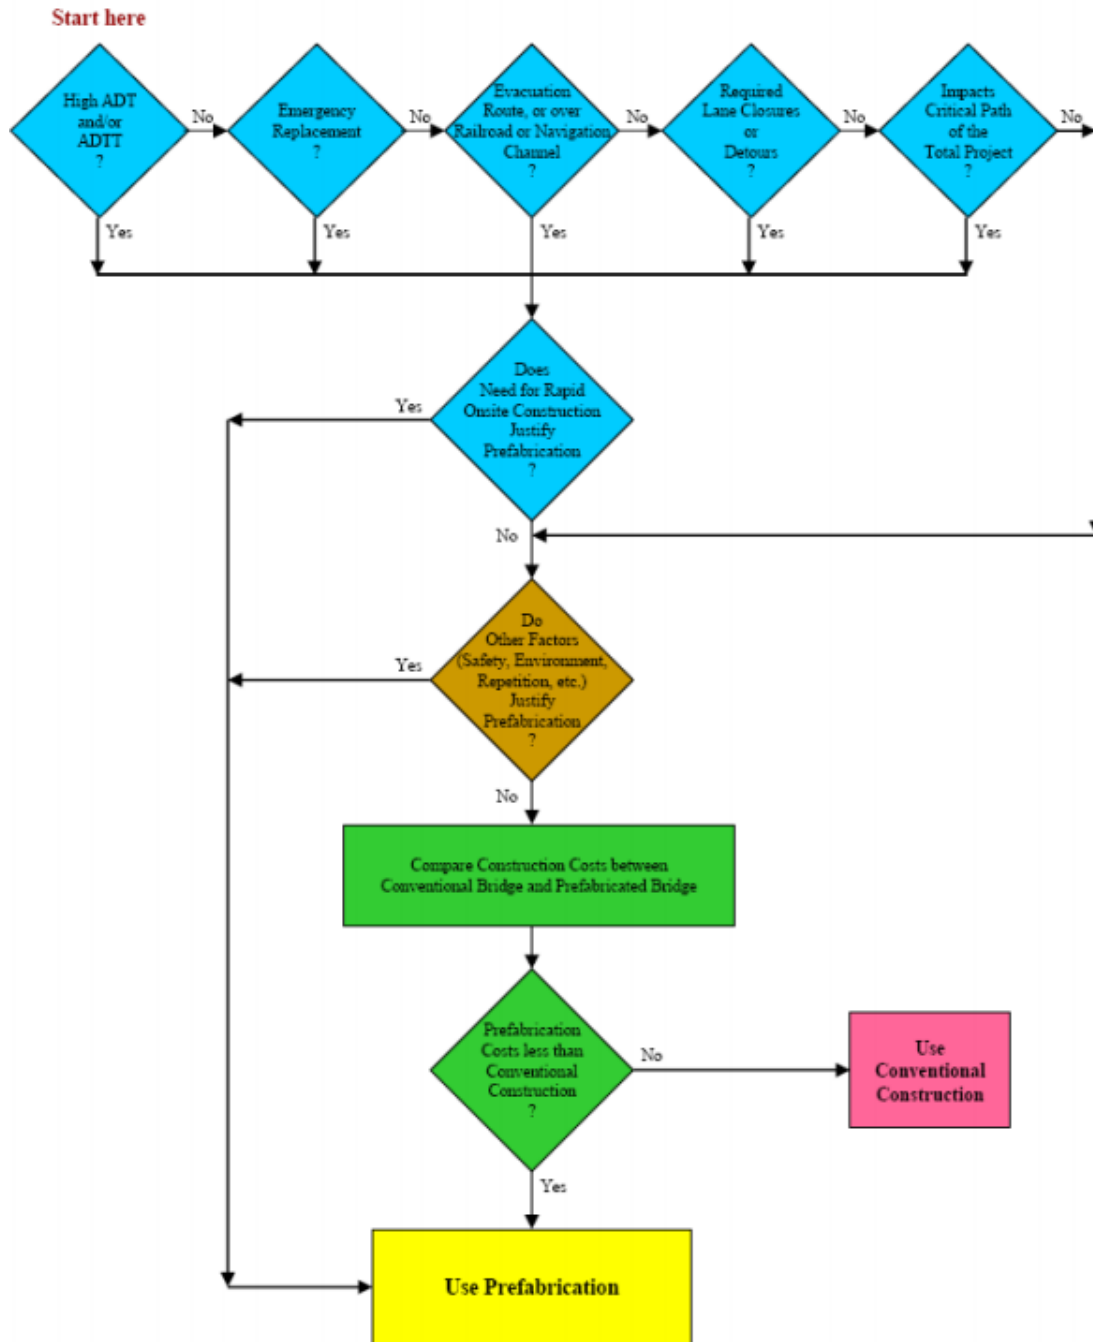 Start here
High ADT
and/or
ADTT
?
No
Emergency
Replacement
?
No
Evacuation
Route, or over
Railroad or Navigation
Channel
?
No
Required
Lane Closures
or
Detours
?
No
Impacts
Critical Path
of the
Total Project
?
No
Yes
Yes
Yes
Yes
Yes
Does
Need for Rapid
Onsite Construction
Justify
Prefabrication
?
Yes
No
Do
Other Factors
(Safety, Environment,
Repetition, etc.)
Justify
Prefabrication
?
Yes
No
Compare Construction Costs between
Conventional Bridge and Prefabricated Bridge
Prefabrication
Costs less than
Conventional
Construction
?
No
Use
Conventional
Construction
Yes
Use Prefabrication